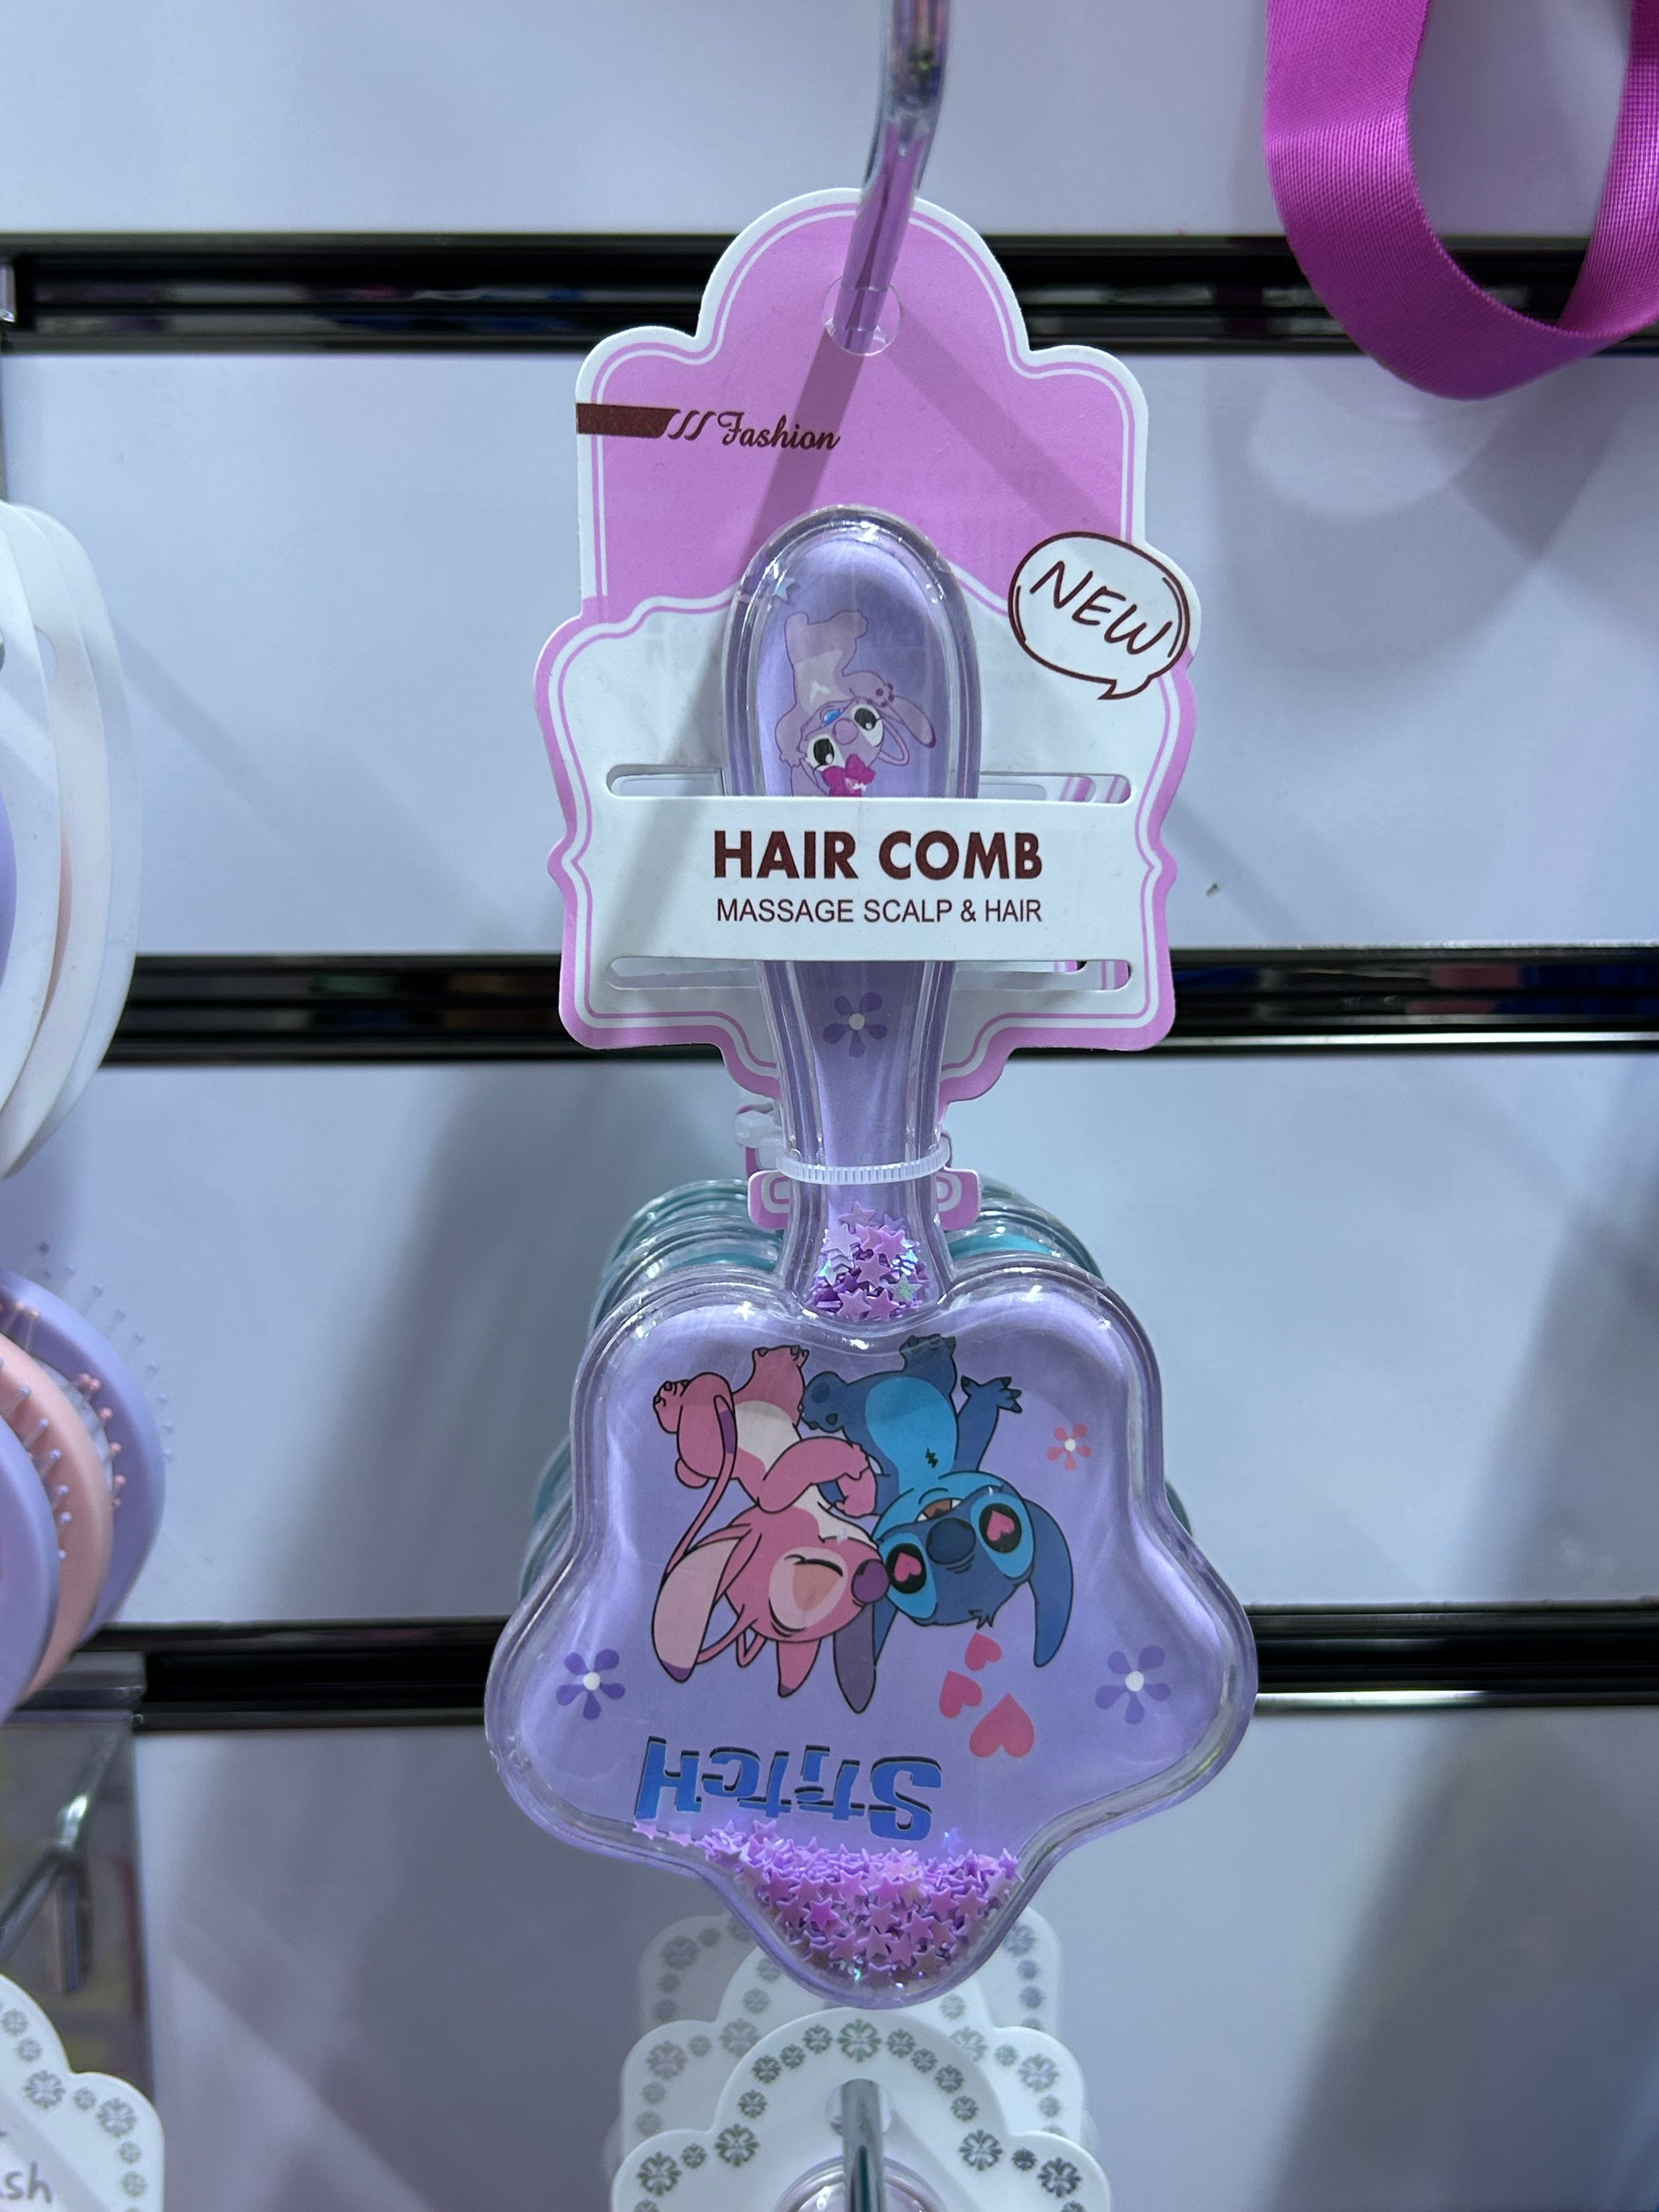 Fashion
NEW
HAIR COMB
MASSAGE SCALP & HAIR
StitcH